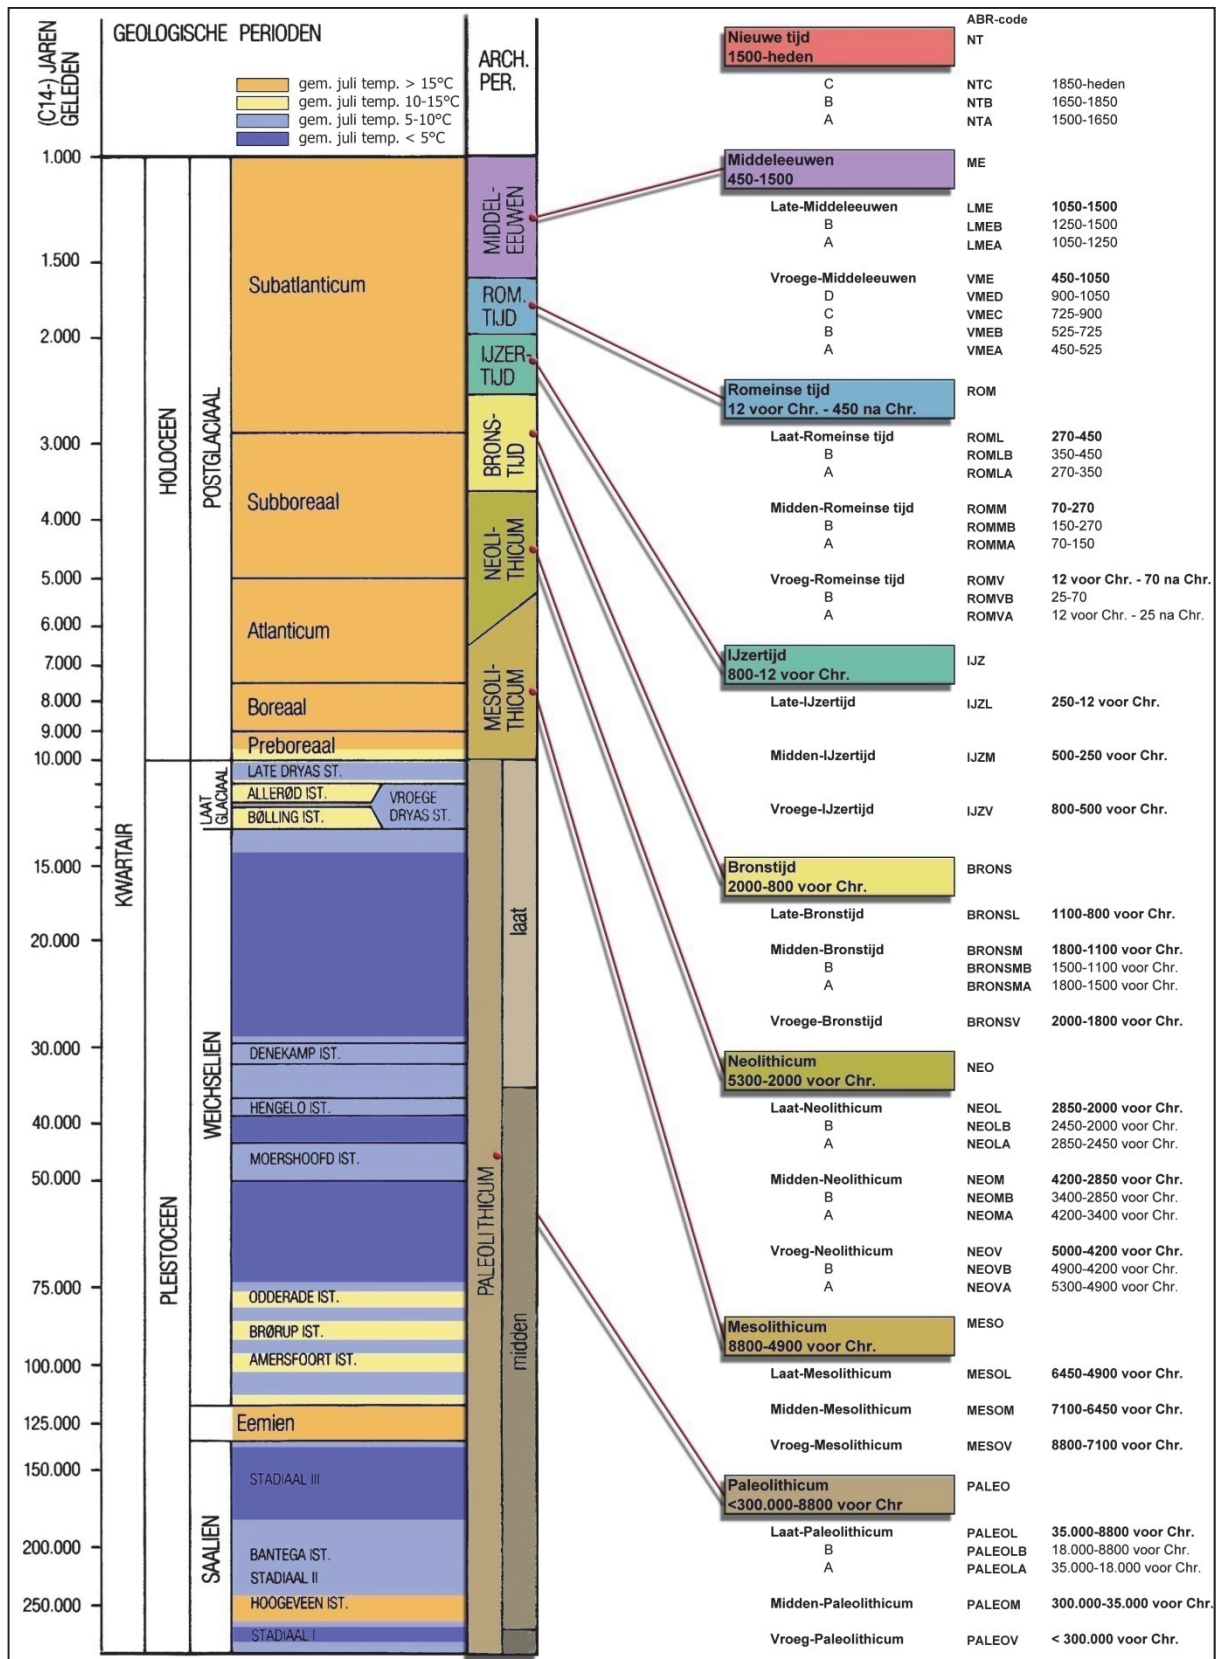 (C14-) JAREN
GELEDEN
GEOLOGISCHE PERIODEN
gem. juli temp. > 15°C
gem. juli temp. 10-15°C
gem. juli temp. 5-10°C
gem. juli temp. < 5°C
ARCH.
PER.
1.000
1.500
2.000
3.000
4.000
5.000
6.000
7.000
8.000
9.000
10.000
15.000
20.000
30.000
40.000
50.000
75.000
100.000
125.000
150.000
200.000
250.000
KWARTAIR
HOLOCEEN
PLEISTOCEEN
POSTGLACIAAL
LAAT
GLACIAAL
WEICHSELIEN
SAALIEN
Subatlanticum
Subboreaal
Atlanticum
Boreaal
Preboreaal
LATE DRYAS ST.
ALLERØD IST.
VROEGE
DRYAS ST.
BØLLING IST.
DENEKAMP IST.
HENGELO IST.
MOERSHOOFD IST.
ODDERADE IST.
BRØRUP IST.
AMERSFOORT IST.
Eemien
STADIAAL III
BANTEGA IST.
STADIAAL II
HOOGEVEEN IST.
STADIAAL I
MIDDEL-
EEUWEN
ROM.
TIJD
IJZER-
TIJD
BRONS-
TIJD
NEOLI-
THICUM
MESOLI-
THICUM
PALEOLITHICUM
laat
midden
ABR-code
Nieuwe tijd NT
1500-heden
C NTC 1850-heden
B NTB 1650-1850
A NTA 1500-1650
Middeleeuwen ME
450-1500
Late-Middeleeuwen LME 1050-1500
B LMEB 1250-1500
A LMEA 1050-1250
Vroege-Middeleeuwen VME 450-1050
D VMED 900-1050
C VMEC 725-900
B VMEB 525-725
A VMEA 450-525
Romeinse tijd ROM
12 voor Chr. - 450 na Chr.
Laat-Romeinse tijd ROML 270-450
B ROMLB 350-450
A ROMLA 270-350
Midden-Romeinse tijd ROMM 70-270
B ROMMB 150-270
A ROMMA 70-150
Vroeg-Romeinse tijd ROMV 12 voor Chr. - 70 na Chr.
B ROMVB 25-70
A ROMVA 12 voor Chr. - 25 na Chr.
IJzertijd IJZ
800-12 voor Chr.
Late-IJzertijd IJZL 250-12 voor Chr.
Midden-IJzertijd IJZM 500-250 voor Chr.
Vroege-IJzertijd IJZV 800-500 voor Chr.
Bronstijd BRONS
2000-800 voor Chr.
Late-Bronstijd BRONSL 1100-800 voor Chr.
Midden-Bronstijd BRONSM 1800-1100 voor Chr.
B BRONSMB 1500-1100 voor Chr.
A BRONSMA 1800-1500 voor Chr.
Vroege-Bronstijd BRONSV 2000-1800 voor Chr.
Neolithicum NEO
5300-2000 voor Chr.
Laat-Neolithicum NEOL 2850-2000 voor Chr.
B NEOLB 2450-2000 voor Chr.
A NEOLA 2850-2450 voor Chr.
Midden-Neolithicum NEOM 4200-2850 voor Chr.
B NEOMB 3400-2850 voor Chr.
A NEOMA 4200-3400 voor Chr.
Vroeg-Neolithicum NEOV 5000-4200 voor Chr.
B NEOVB 4900-4200 voor Chr.
A NEOVA 5300-4900 voor Chr.
Mesolithicum MESO
8800-4900 voor Chr.
Laat-Mesolithicum MESOL 6450-4900 voor Chr.
Midden-Mesolithicum MESOM 7100-6450 voor Chr.
Vroeg-Mesolithicum MESOV 8800-7100 voor Chr.
Paleolithicum PALEO
<300.000-8800 voor Chr
Laat-Paleolithicum PALEOL 35.000-8800 voor Chr.
B PALEOLB 18.000-8800 voor Chr.
A PALEOLA 35.000-18.000 voor Chr.
Midden-Paleolithicum PALEOM 300.000-35.000 voor Chr.
Vroeg-Paleolithicum PALEOV < 300.000 voor Chr.